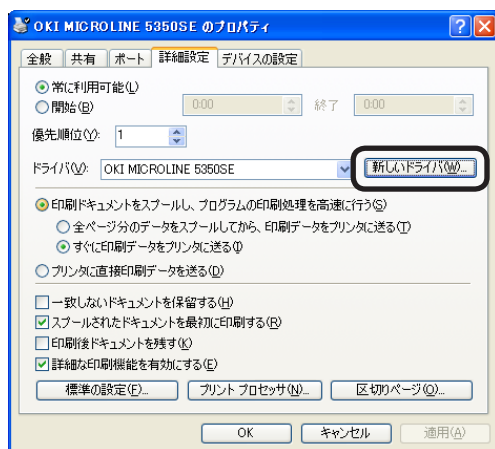 OKI MICROLINE 5350SE のプロパティ
全般 共有 ポート 詳細設定 デバイスの設定
常に利用可能(L)
開始(B) 0:00 終了 0:00
優先順位(Y): 1
ドライバ(V): OKI MICROLINE 5350SE 新しいドライバ(W)...
印刷ドキュメントをスプールし、プログラムの印刷処理を高速に行う(S)
全ページ分のデータをスプールしてから、印刷データをプリンタに送る(T)
すぐに印刷データをプリンタに送る(I)
プリンタに直接印刷データを送る(D)
一致しないドキュメントを保留する(H)
スプールされたドキュメントを最初に印刷する(R)
印刷後ドキュメントを残す(K)
詳細な印刷機能を有効にする(E)
標準の設定(F)... プリント プロセッサ(N)... 区切りページ(O)...
OK キャンセル 適用(A)